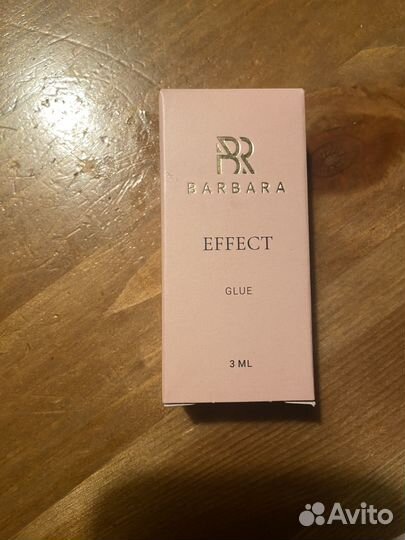 BR
BARBARA
EFFECT
GLUE
3 ML
Avito